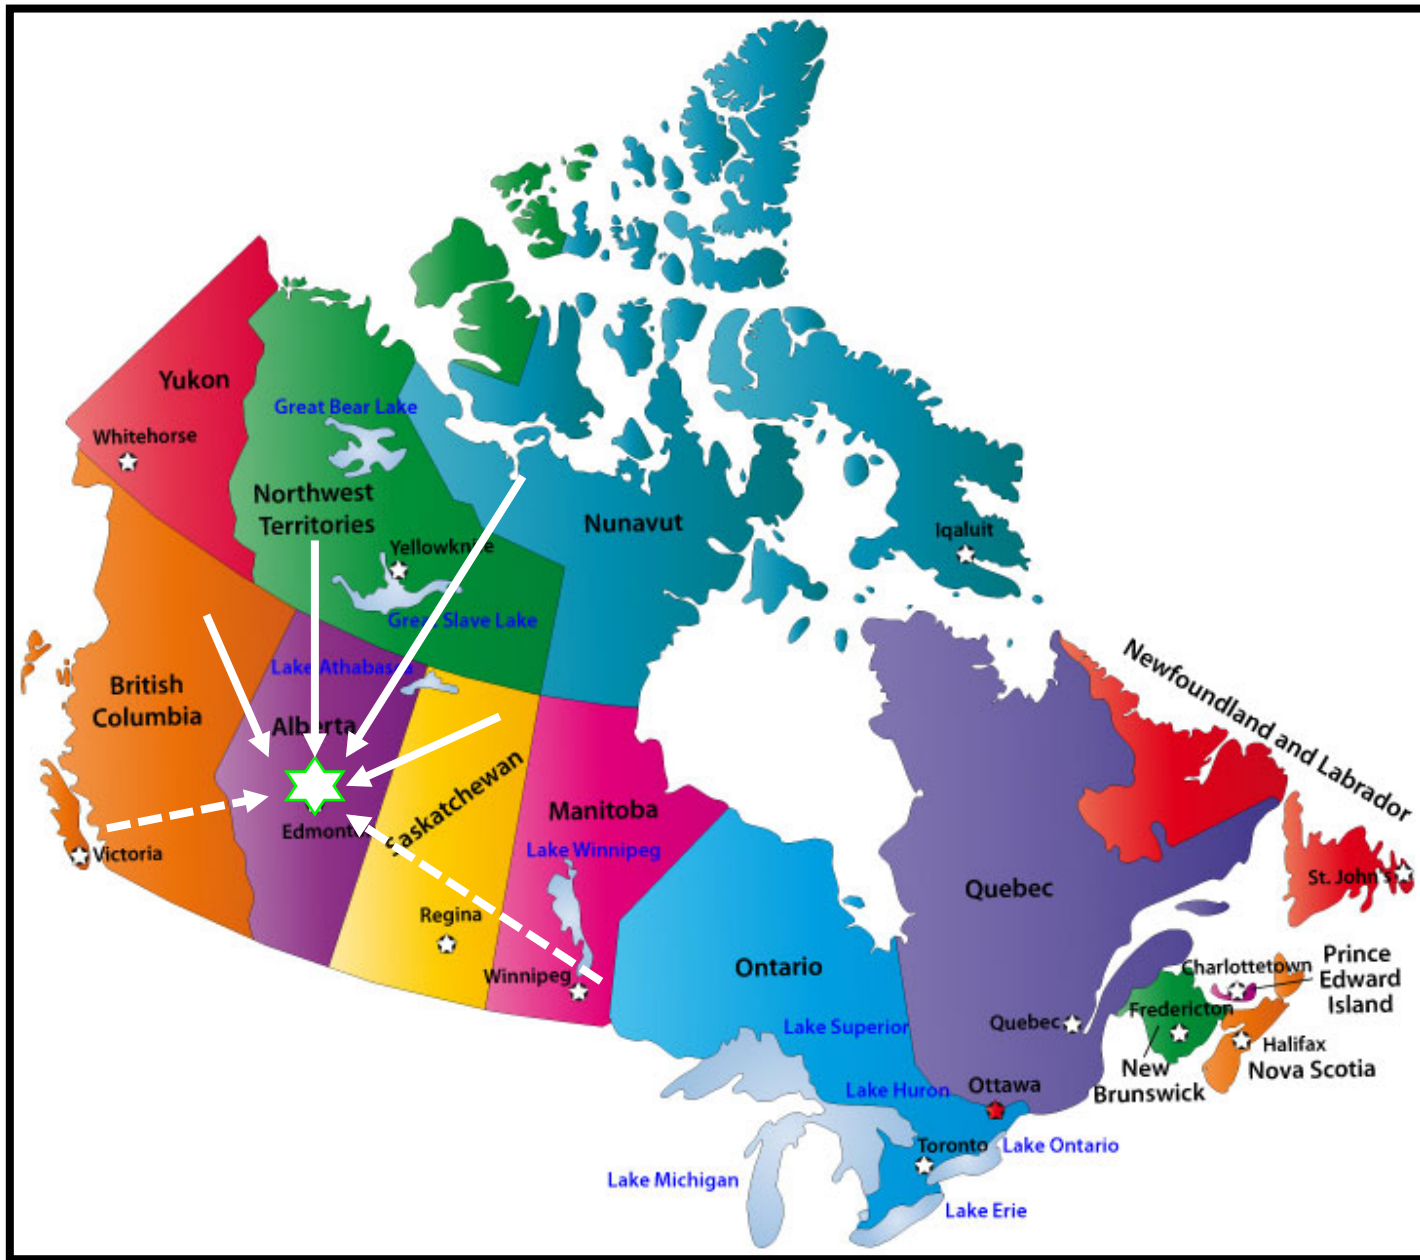 Yukon
Great Bear Lake
Whitehorse
Northwest
Territories
Nunavut
Iqaluit
Yellowknife
Great Slave Lake
Lake Athabasca
Newfoundland and Labrador
British
Columbia
Alberta
Saskatchewan
Manitoba
Edmonton
Lake Winnipeg
Victoria
Quebec
St. John's
Regina
Winnipeg
Ontario
Charlottetown
Prince
Edward
Island
Fredericton
Lake Superior
Quebec
Halifax
Nova Scotia
New
Brunswick
Lake Huron
Ottawa
Toronto
Lake Ontario
Lake Michigan
Lake Erie